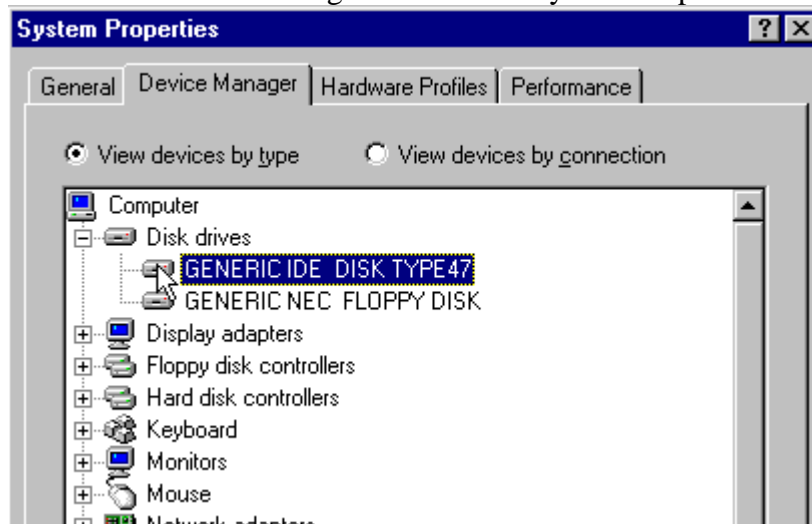 System Properties
General Device Manager Hardware Profiles Performance
View devices by type View devices by connection
Computer
Disk drives
GENERIC IDE DISK TYPE47
GENERIC NEC FLOPPY DISK
Display adapters
Floppy disk controllers
Hard disk controllers
Keyboard
Monitors
Mouse
Network adapters